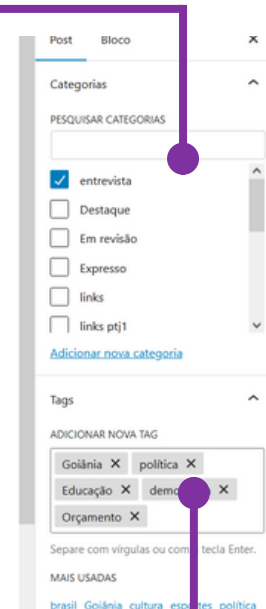 Post Bloco
Categorias
PESQUISAR CATEGORIAS
entrevista
Destaque
Em revisão
Expresso
links
links ptj1
Adicionar nova categoria
Tags
ADICIONAR NOVA TAG
Goiânia política
Educação
Orçamento
Separe com vírgulas ou com tecla Enter.
MAIS USADAS
brasil Goiânia cultura esportes política